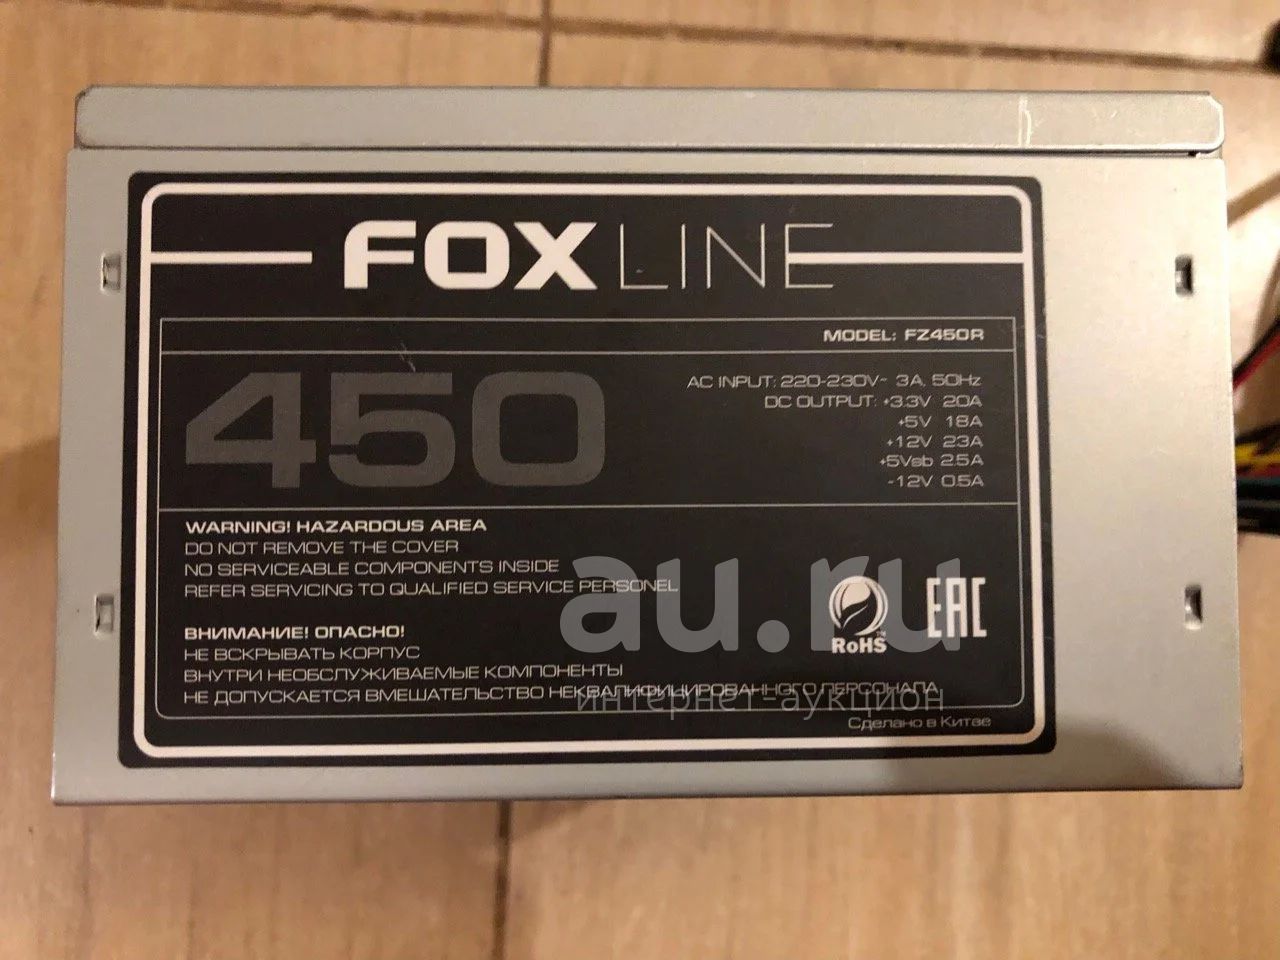 FOXLINE
MODEL: FZ450R
450
AC INPUT: 220-230V~ 3A, 50Hz
DC OUTPUT: +3.3V 20A
+5V 18A
+12V 23A
+5Vsb 2.5A
-12V 0.5A
WARNING! HAZARDOUS AREA
DO NOT REMOVE THE COVER
NO SERVICEABLE COMPONENTS INSIDE
REFER SERVICING TO QUALIFIED SERVICE PERSONEL
ВНИМАНИЕ! ОПАСНО!
НЕ ВСКРЫВАТЬ КОРПУС
ВНУТРИ НЕОБСЛУЖИВАЕМЫЕ КОМПОНЕНТЫ
НЕ ДОПУСКАЕТСЯ ВМЕШАТЕЛЬСТВО НЕКВАЛИФИЦИРОВАННОГО ПЕРСОНАЛА
RoHS
EAC
Сделано в Китае
au.ru
интернет-аукцион